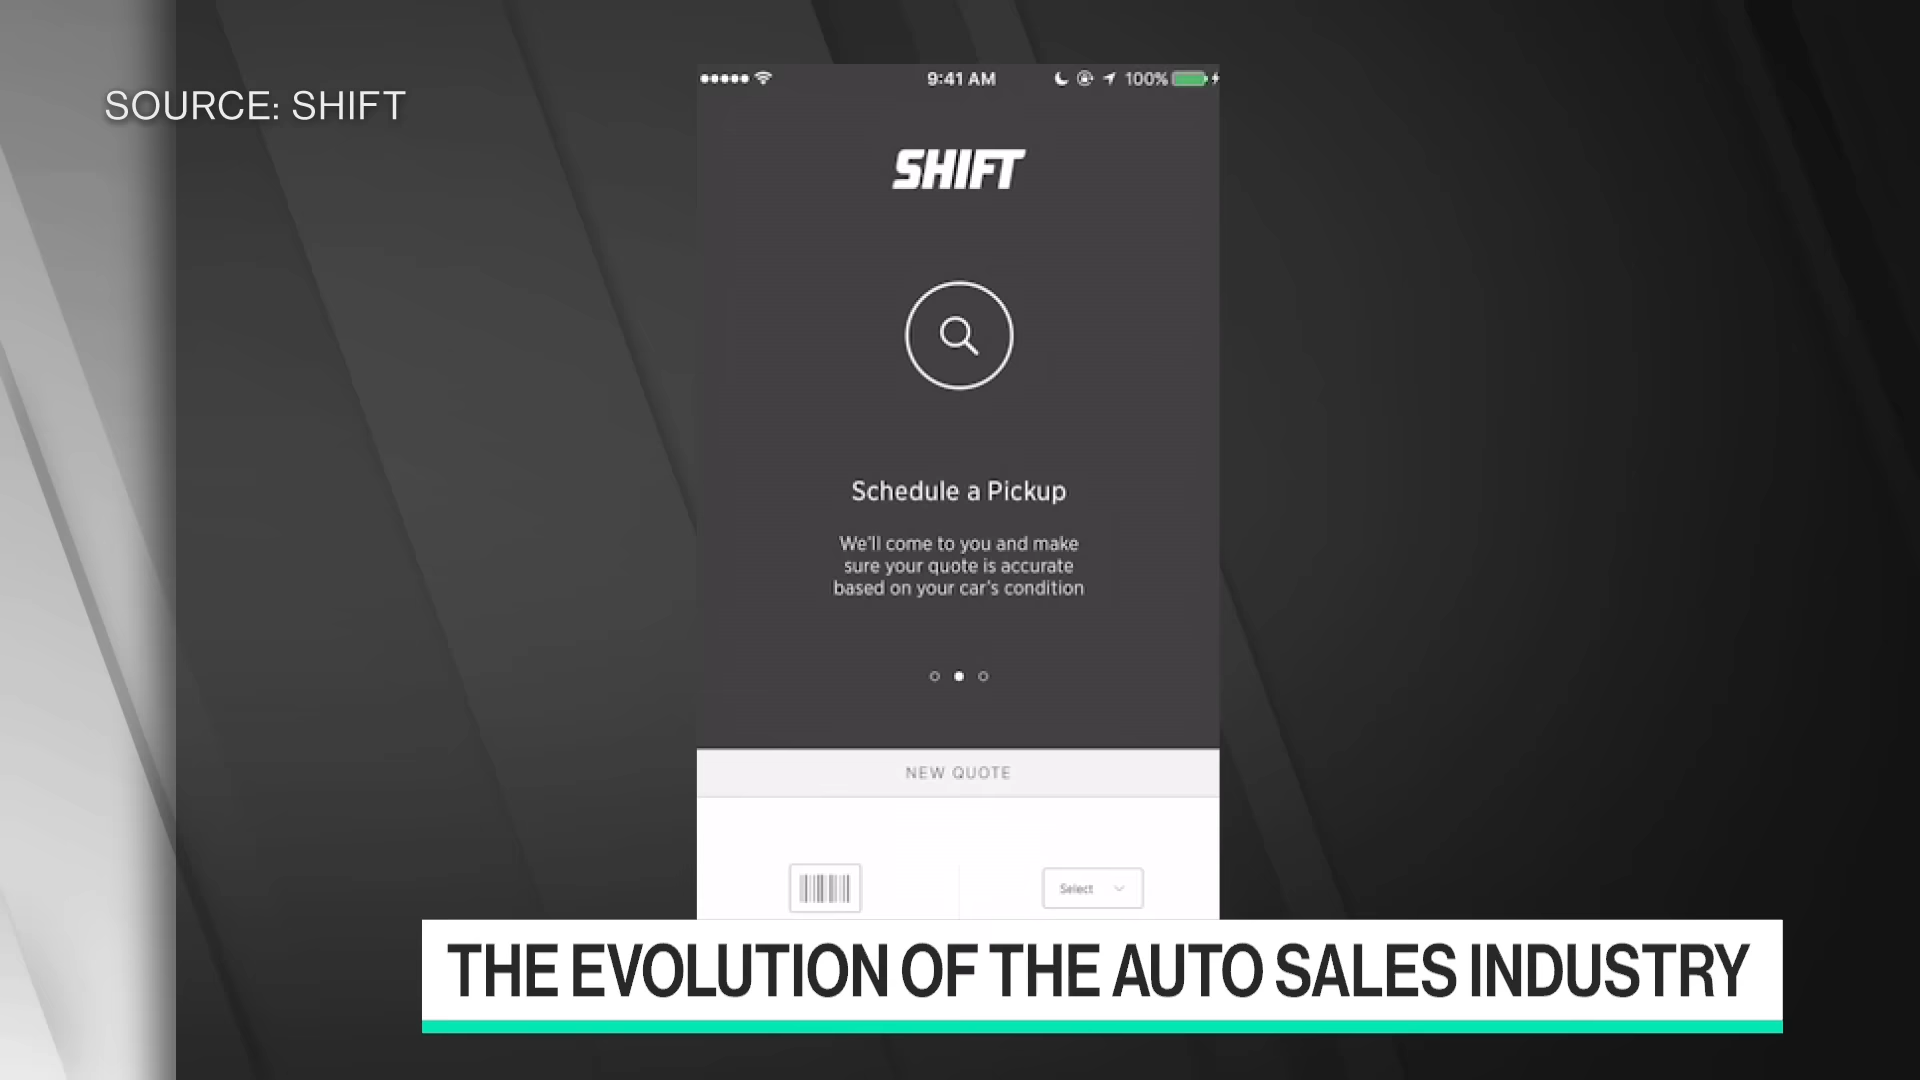 SOURCE: SHIFT
9:41 AM
100%
SHIFT
Schedule a Pickup
We'll come to you and make
sure your quote is accurate
based on your car's condition
NEW QUOTE
Select
THE EVOLUTION OF THE AUTO SALES INDUSTRY